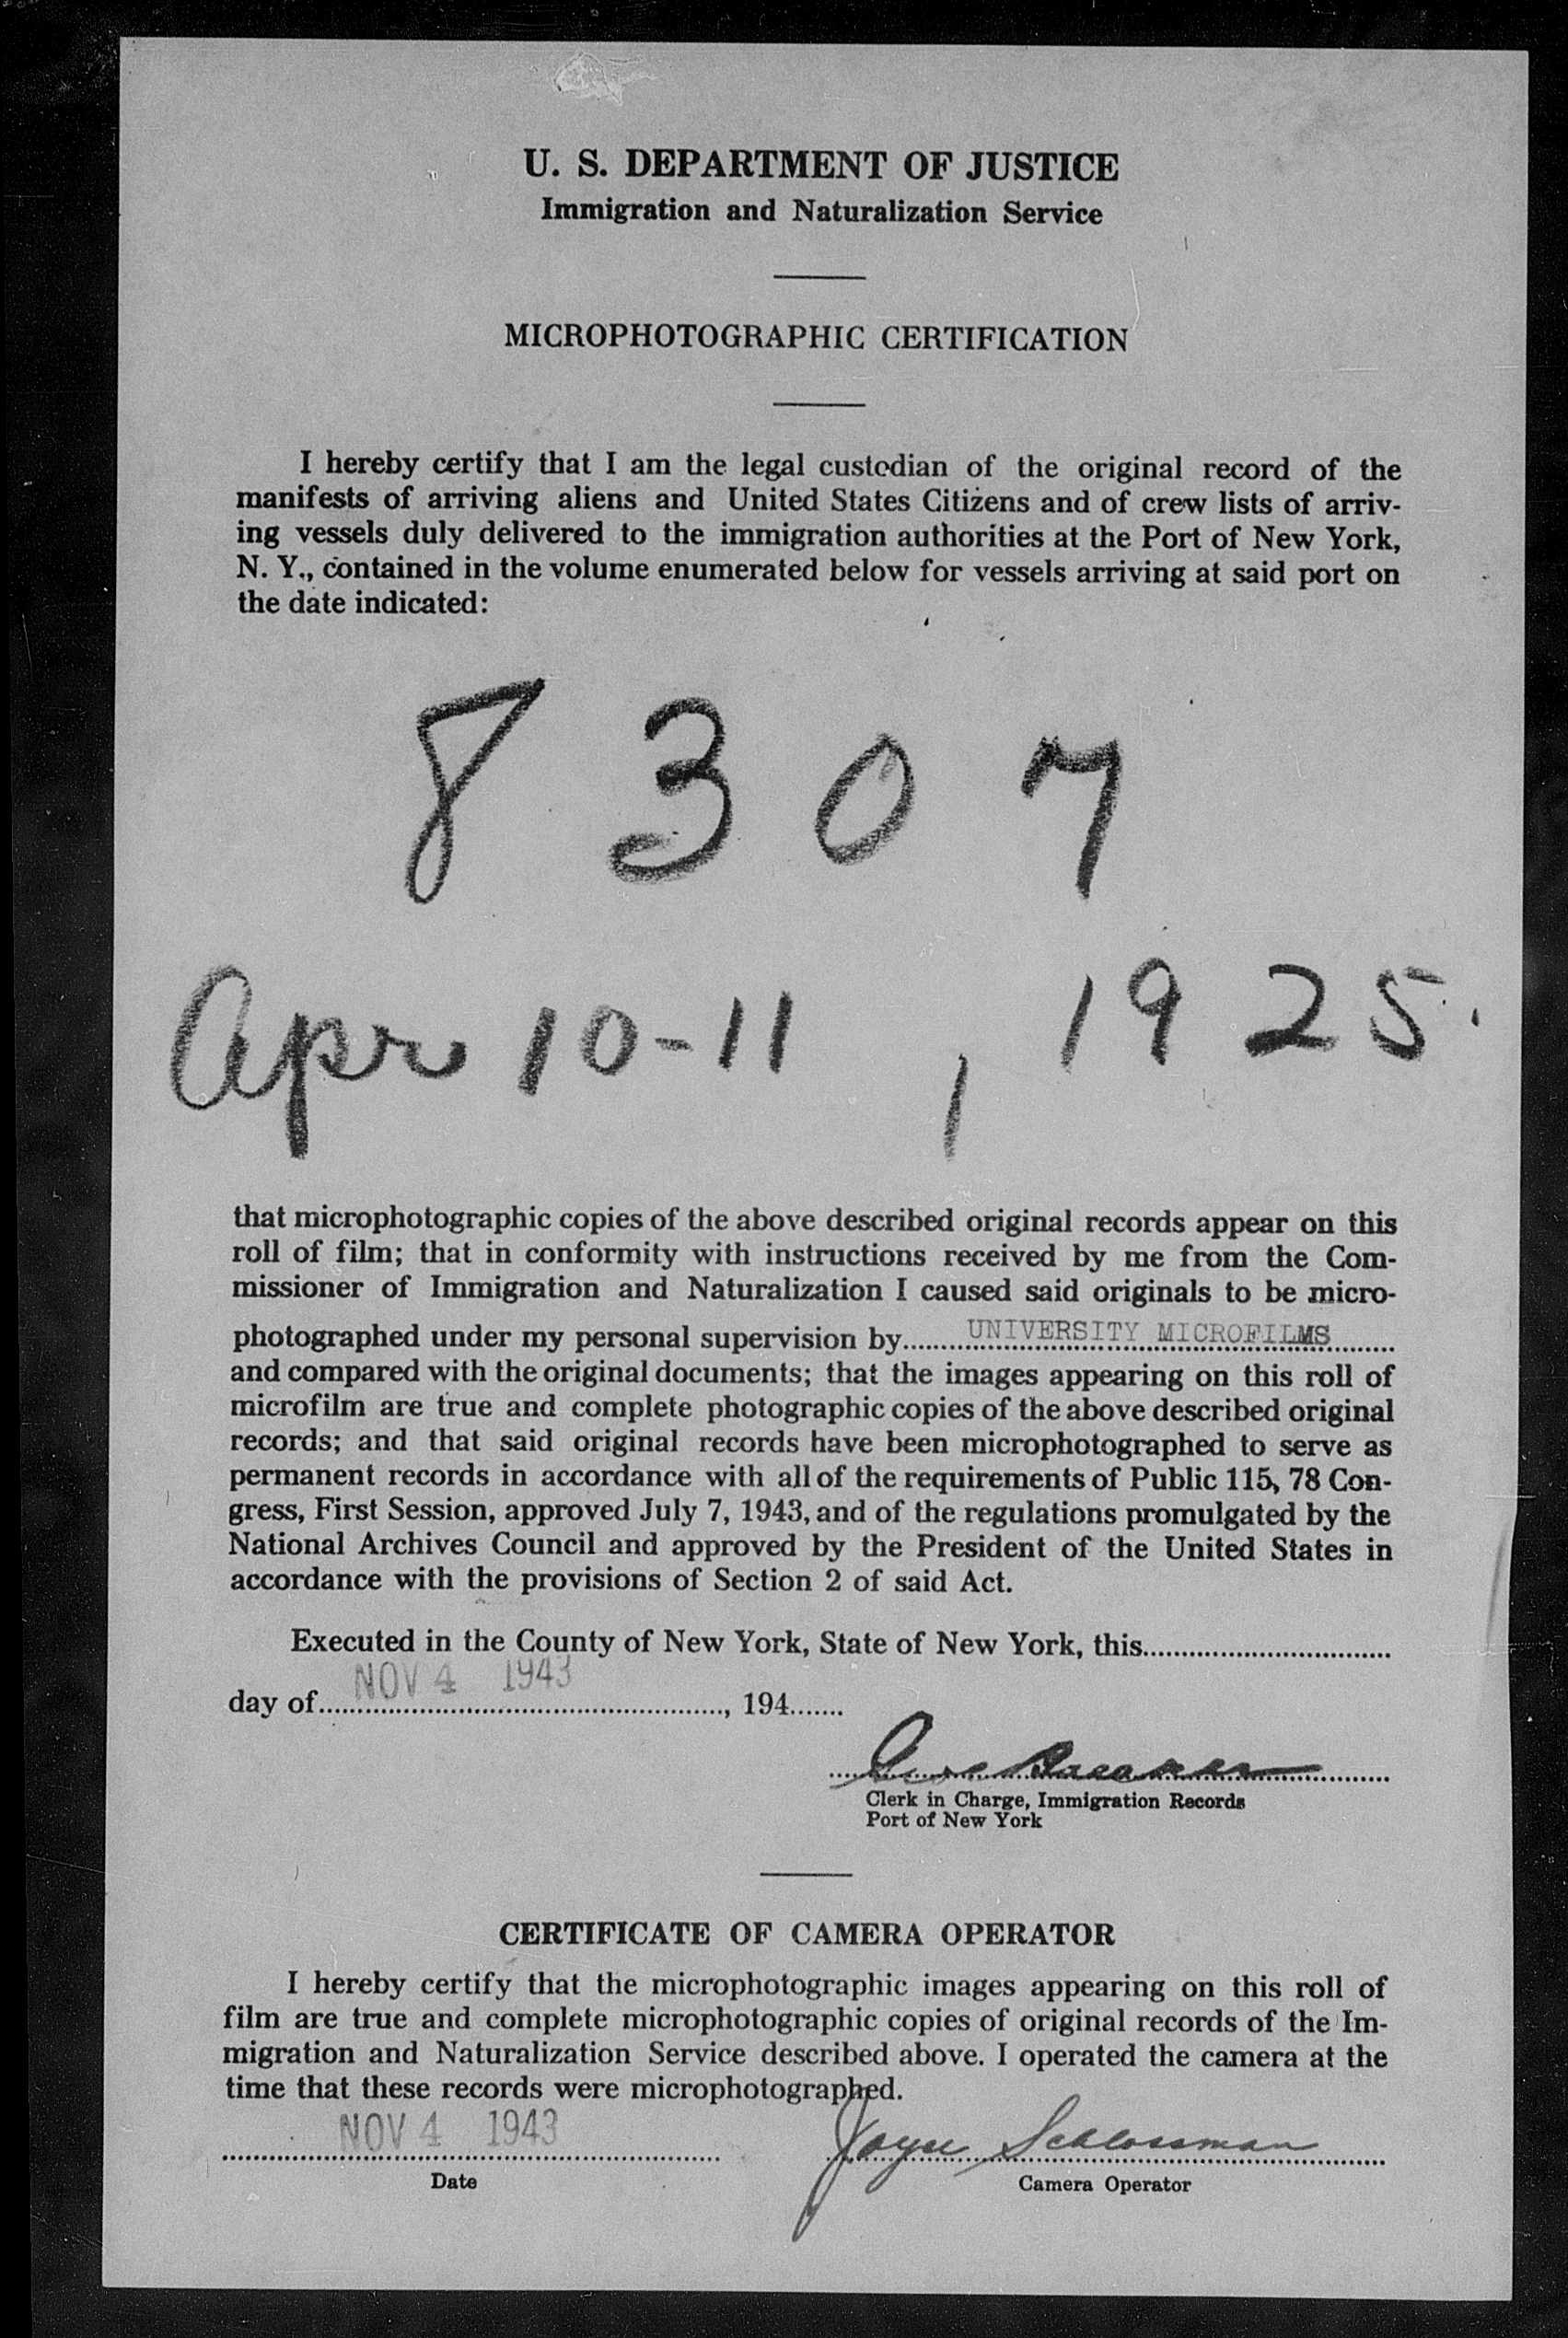 U. S. DEPARTMENT OF JUSTICE
Immigration and Naturalization Service
MICROPHOTOGRAPHIC CERTIFICATION
I hereby certify that I am the legal custodian of the original record of the
manifests of arriving aliens and United States Citizens and of crew lists of arriv-
ing vessels duly delivered to the immigration authorities at the Port of New York,
N. Y., contained in the volume enumerated below for vessels arriving at said port on
the date indicated:
8 3 0 7
Apr 10-11, 1925.
that microphotographic copies of the above described original records appear on this
roll of film; that in conformity with instructions received by me from the Com-
missioner of Immigration and Naturalization I caused said originals to be micro-
photographed under my personal supervision by UNIVERSITY MICROFILMS
and compared with the original documents; that the images appearing on this roll of
microfilm are true and complete photographic copies of the above described original
records; and that said original records have been microphotographed to serve as
permanent records in accordance with all of the requirements of Public 115, 78 Con-
gress, First Session, approved July 7, 1943, and of the regulations promulgated by the
National Archives Council and approved by the President of the United States in
accordance with the provisions of Section 2 of said Act.
Executed in the County of New York, State of New York, this
day of NOV 4 1943, 194
Clerk in Charge, Immigration Records
Port of New York
CERTIFICATE OF CAMERA OPERATOR
I hereby certify that the microphotographic images appearing on this roll of
film are true and complete microphotographic copies of original records of the Im-
migration and Naturalization Service described above. I operated the camera at the
time that these records were microphotographed.
NOV 4 1943 Joyce Schlossman
Date Camera Operator